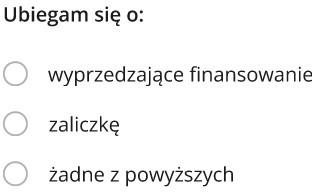 Ubiegam się o:
wyprzedzające finansowanie
zaliczkę
żadne z powyższych